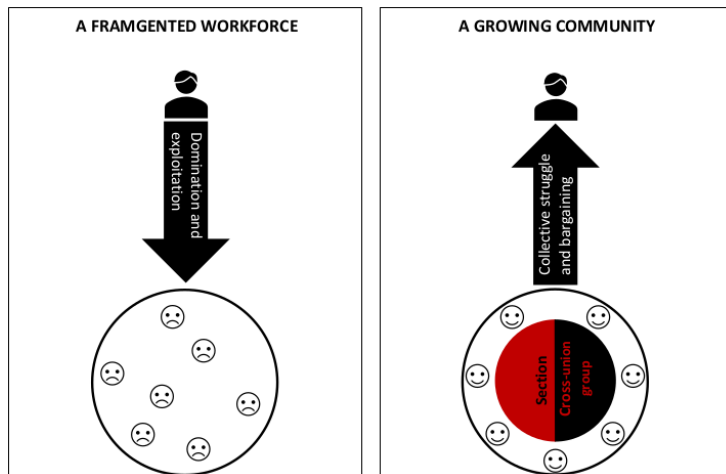 A FRAMGENTED WORKFORCE
Domination and
exploitation
A GROWING COMMUNITY
Collective struggle
and bargaining
Section
Cross-union
group